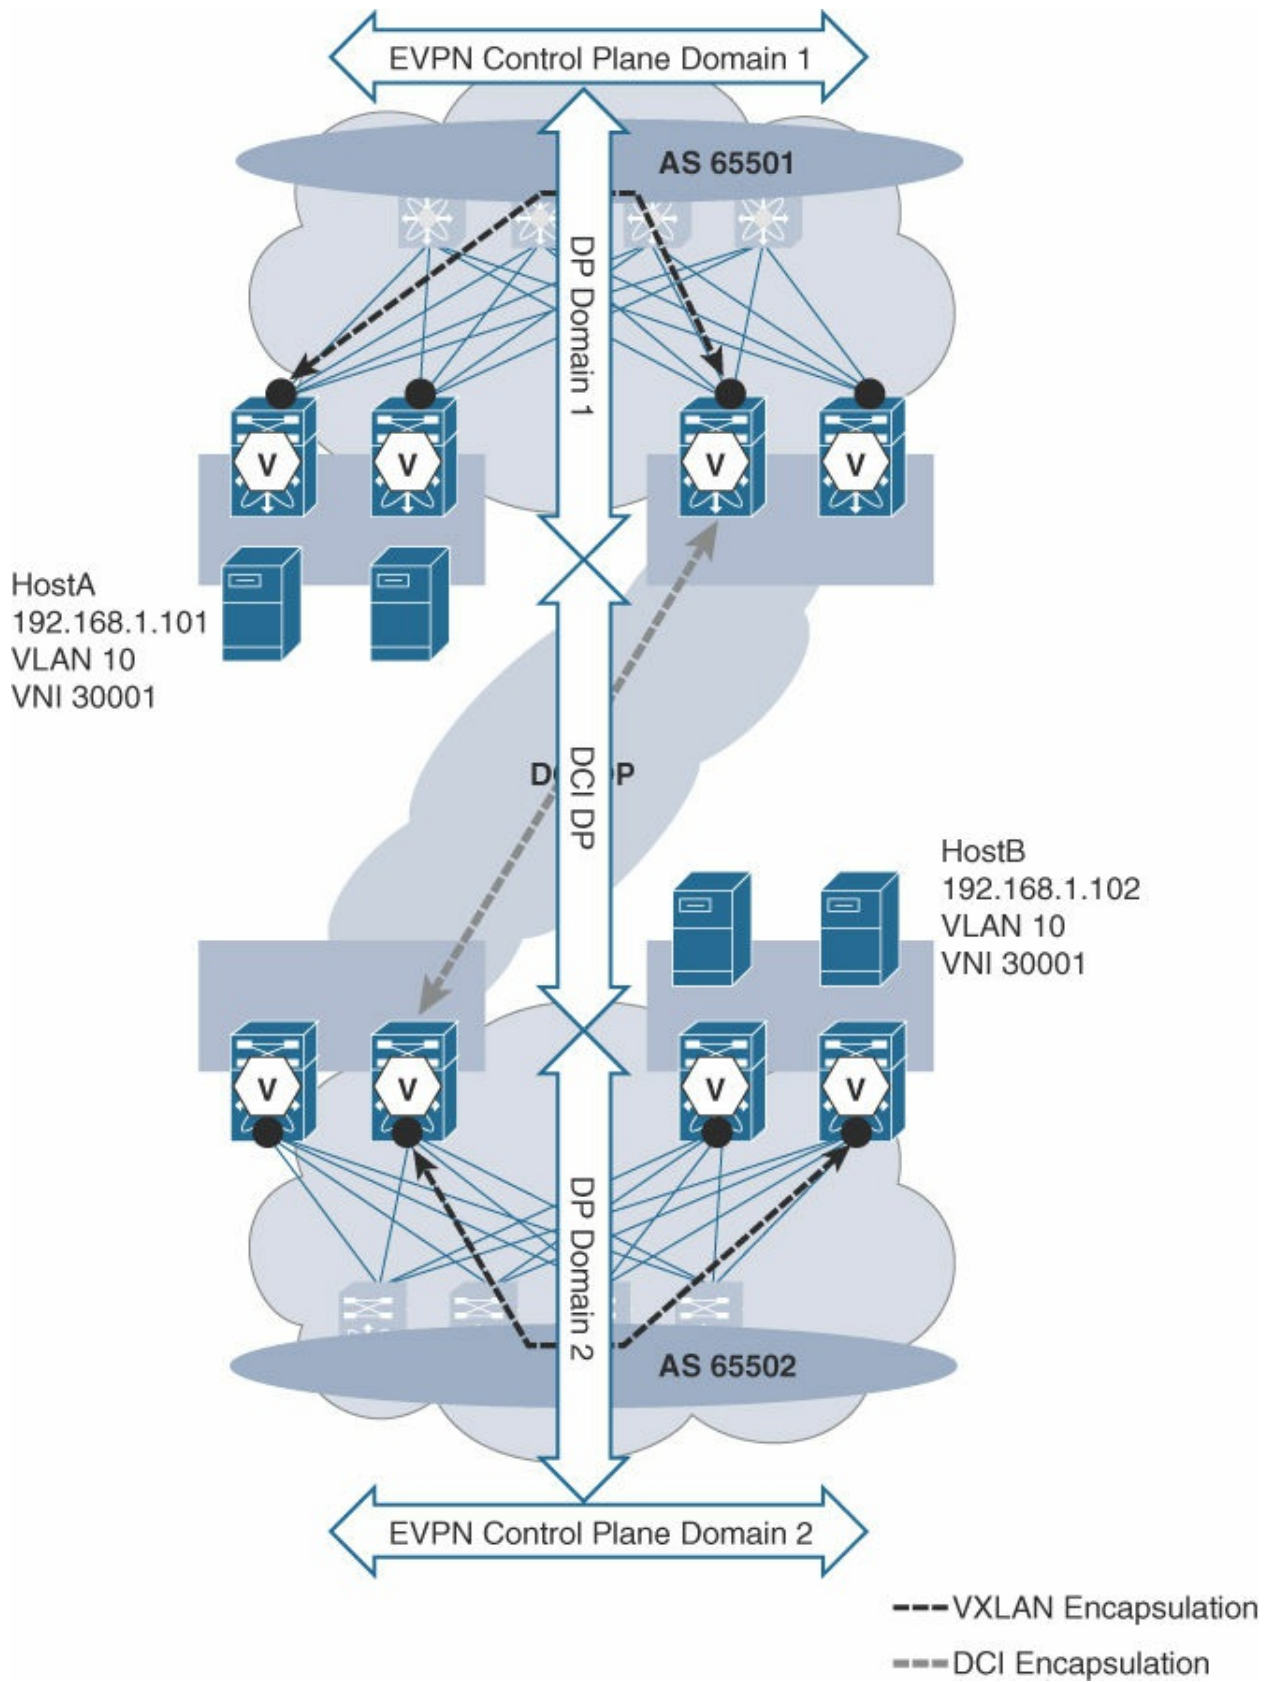 EVPN Control Plane Domain 1
AS 65501
DP Domain 1
V
V
V
V
HostA
192.168.1.101
VLAN 10
VNI 30001
DCI DP
HostB
192.168.1.102
VLAN 10
VNI 30001
V
V
V
V
DP Domain 2
AS 65502
EVPN Control Plane Domain 2
VXLAN Encapsulation
DCI Encapsulation